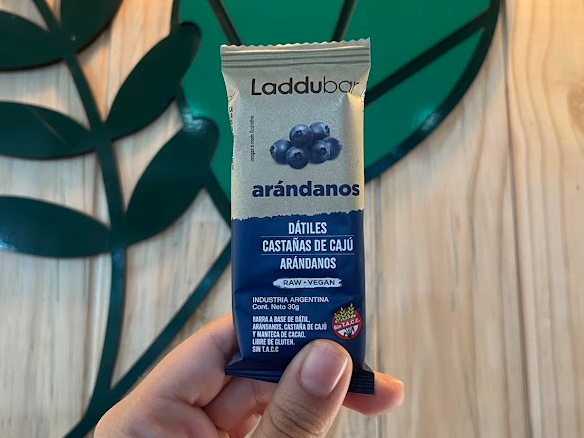 Laddubar
arándanos
DÁTILES
CASTAÑAS DE CAJÚ
ARÁNDANOS
RAW • VEGAN
INDUSTRIA ARGENTINA
Cont. Neto 30g
BARRA A BASE DE DÁTIL,
ARÁNDANOS, CASTAÑA DE CAJÚ
Y MANTECA DE CACAO.
LIBRE DE GLUTEN.
SIN T.A.C.C
Sin T.A.C.C.